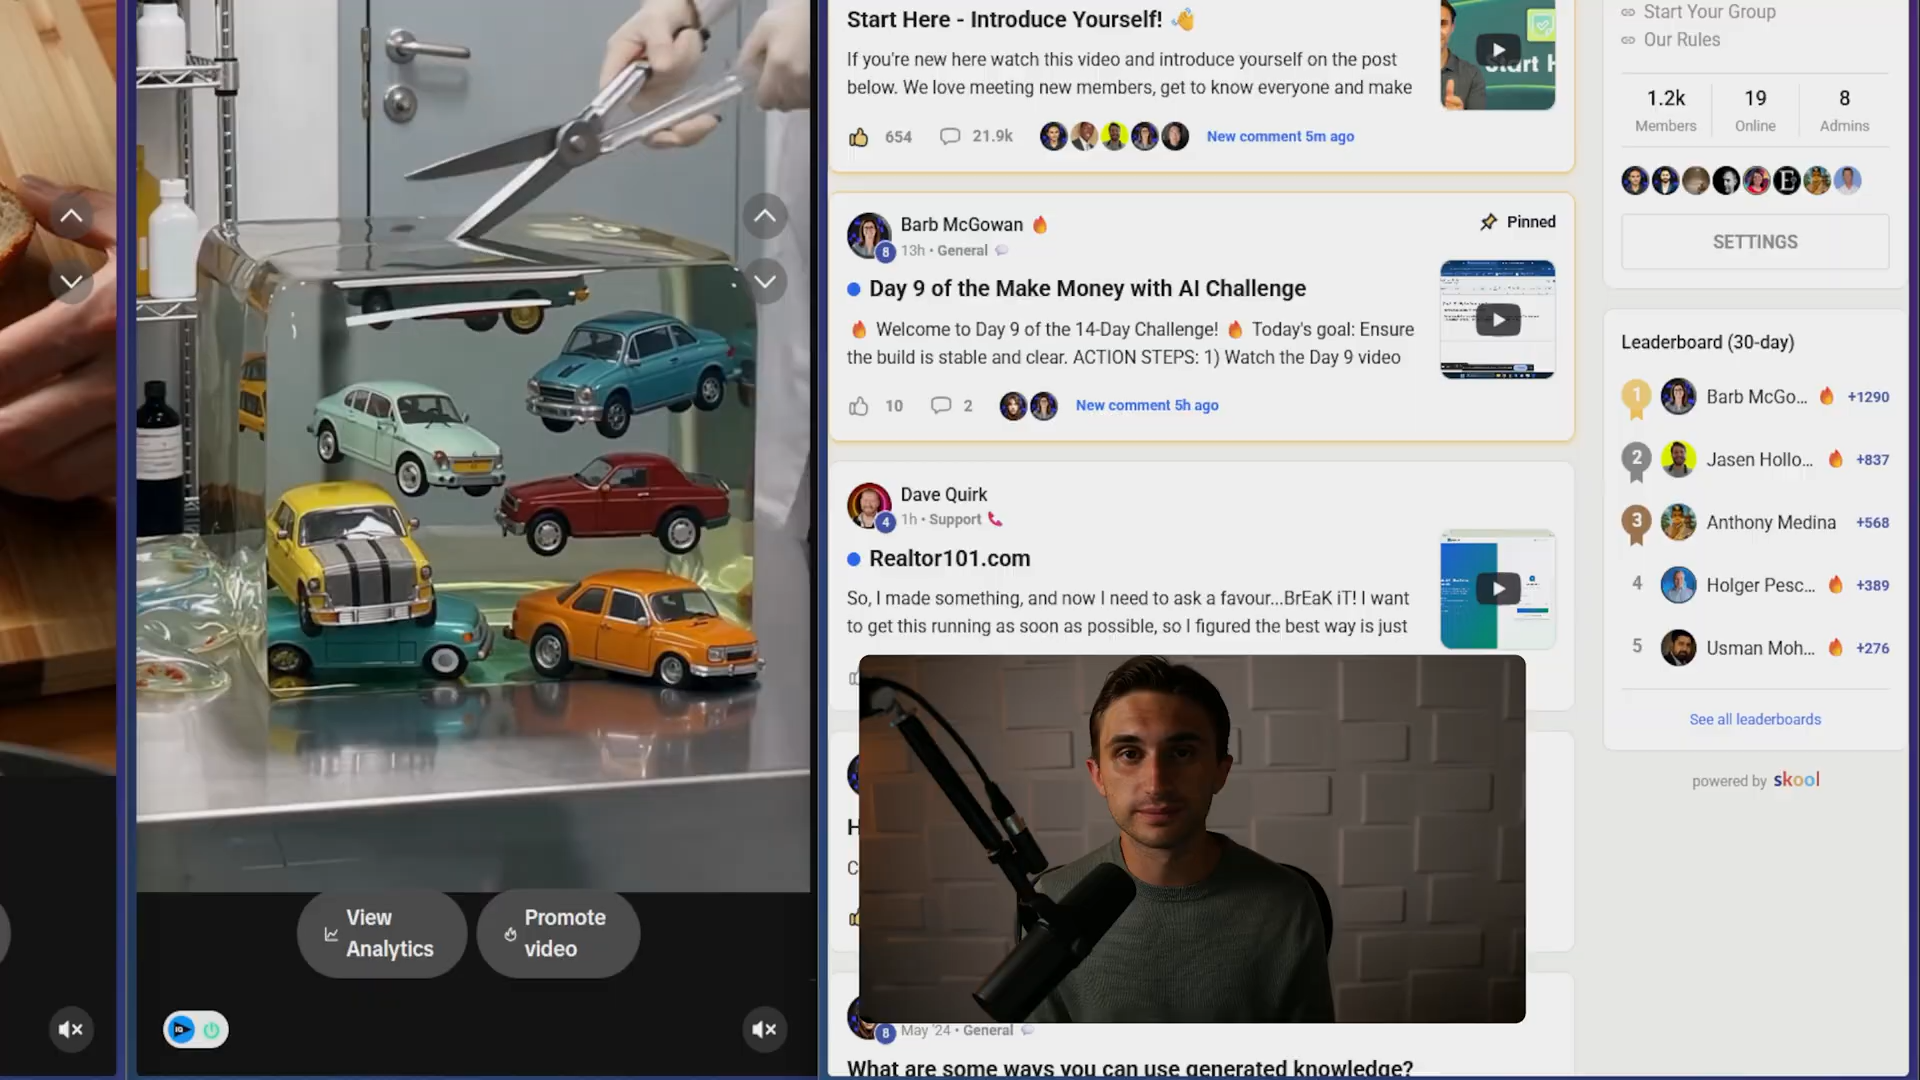 View
Analytics
Promote
video
Start Here - Introduce Yourself! 👋
If you're new here watch this video and introduce yourself on the post
below. We love meeting new members, get to know everyone and make
654 21.9k New comment 5m ago
Barb McGowan 🔥
8 13h • General
Pinned
Day 9 of the Make Money with AI Challenge
🔥 Welcome to Day 9 of the 14-Day Challenge! 🔥 Today's goal: Ensure
the build is stable and clear. ACTION STEPS: 1) Watch the Day 9 video
10 2 New comment 5h ago
Dave Quirk
4 1h • Support
Realtor101.com
So, I made something, and now I need to ask a favour...BrEaK iT! I want
to get this running as soon as possible, so I figured the best way is just
H
C
8 May '24 • General
What are some ways you can use generated knowledge?
Start Your Group
Our Rules
1.2k 19 8
Members Online Admins
SETTINGS
Leaderboard (30-day)
1 Barb McGo... 🔥 +1290
2 Jasen Hollo... 🔥 +837
3 Anthony Medina +568
4 Holger Pesc... 🔥 +389
5 Usman Moh... 🔥 +276
See all leaderboards
powered by skool